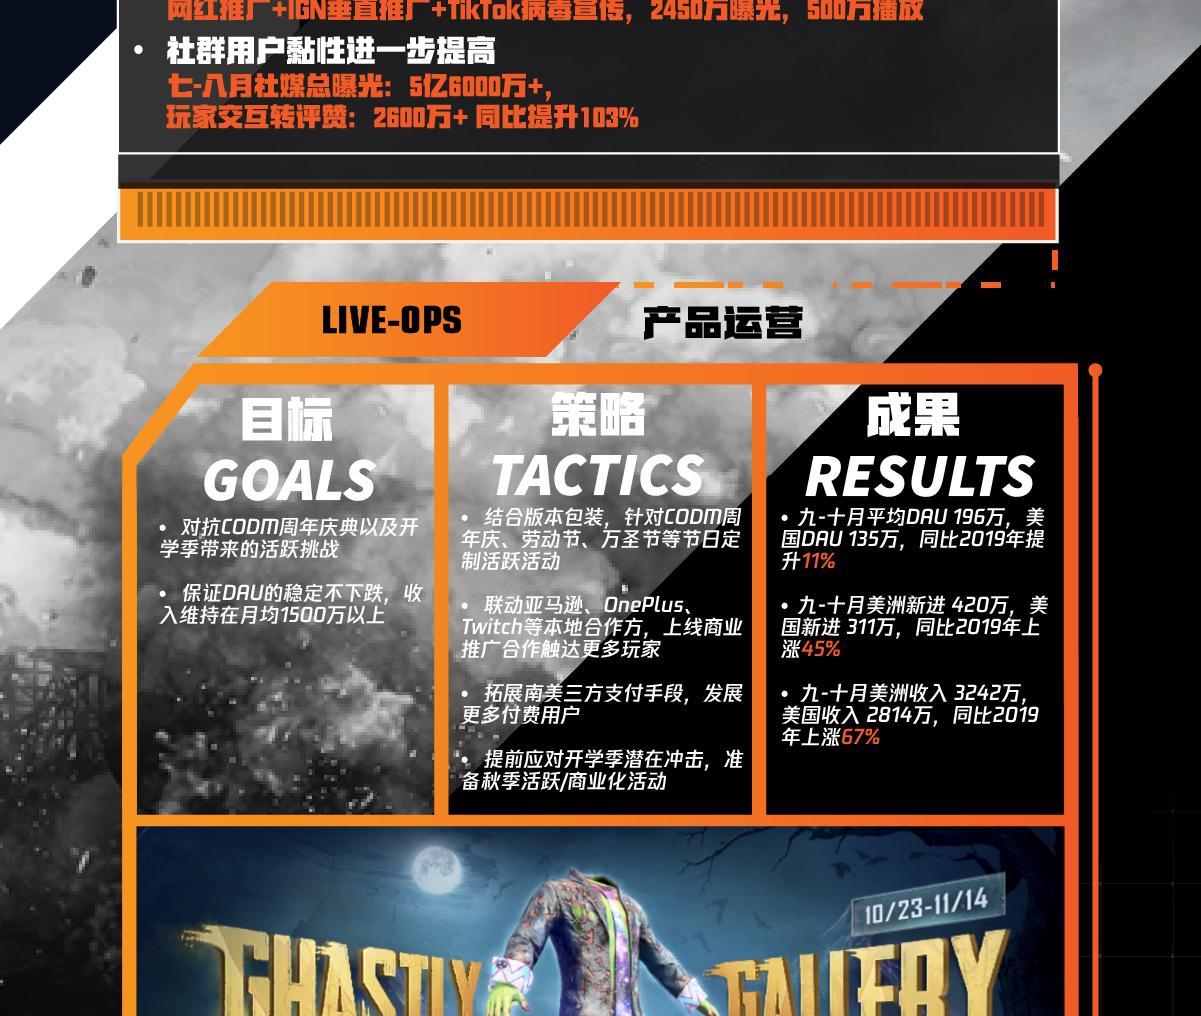 网红推广+IGN垂直推广+TikTok病毒宣传，2450万曝光，500万播放
• 社群用户黏性进一步提高
七-八月社媒总曝光：5亿6000万+，
玩家交互转评赞：2600万+ 同比提升103%
LIVE-OPS
产品运营
目标
GOALS
• 对抗CODM周年庆典以及开
学季带来的活跃挑战
• 保证DAU的稳定不下跌，收
入维持在月均1500万以上
策略
TACTICS
• 结合版本包装，针对CODM周
年庆、劳动节、万圣节等节日定
制活跃活动
• 联动亚马逊、OnePlus、
Twitch等本地合作方，上线商业
推广合作触达更多玩家
• 拓展南美三方支付手段，发展
更多付费用户
• 提前应对开学季潜在冲击，准
备秋季活跃/商业化活动
成果
RESULTS
• 九-十月平均DAU 196万，美
国DAU 135万，同比2019年提
升11%
• 九-十月美洲新进 420万，美
国新进 311万，同比2019年上
涨45%
• 九-十月美洲收入 3242万，
美国收入 2814万，同比2019
年上涨67%
10/23-11/14
GHASTLY GALLERY